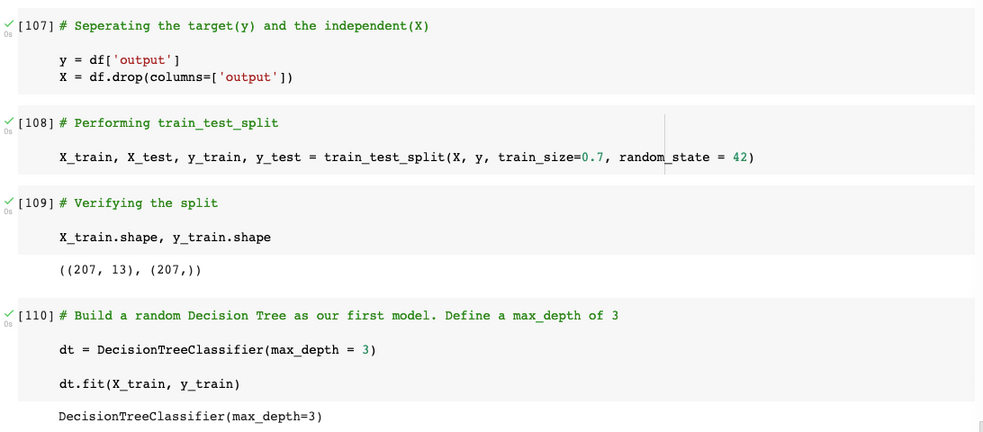 [107] # Seperating the target(y) and the independent(X)
0s
y = df['output']
X = df.drop(columns=['output'])
[108] # Performing train_test_split
0s
X_train, X_test, y_train, y_test = train_test_split(X, y, train_size=0.7, random_state = 42)
[109] # Verifying the split
0s
X_train.shape, y_train.shape
((207, 13), (207,))
[110] # Build a random Decision Tree as our first model. Define a max_depth of 3
0s
dt = DecisionTreeClassifier(max_depth = 3)
dt.fit(X_train, y_train)
DecisionTreeClassifier(max_depth=3)